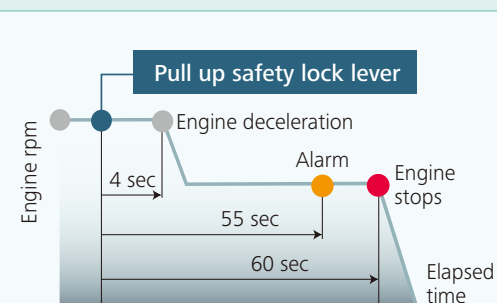 Pull up safety lock lever
Engine deceleration
Engine rpm
4 sec
Alarm
Engine
stops
55 sec
60 sec
Elapsed
time